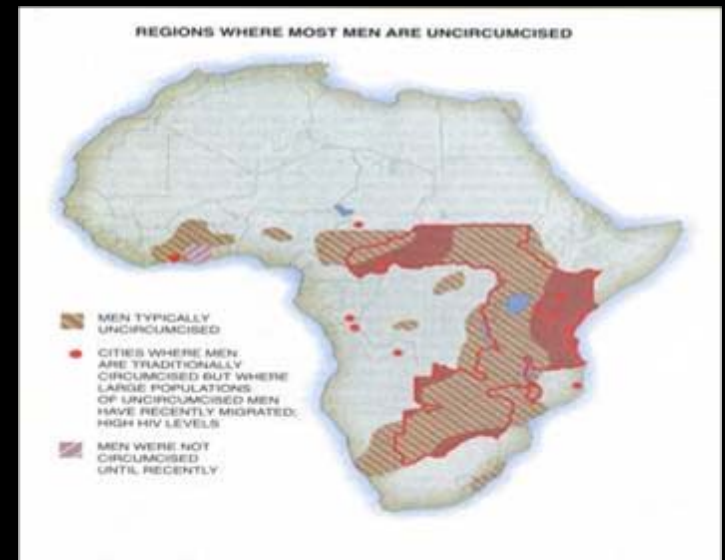 REGIONS WHERE MOST MEN ARE UNCIRCUMCISED
MEN TYPICALLY
UNCIRCUMCISED
CITIES WHERE MEN
ARE TRADITIONALLY
CIRCUMCISED BUT WHERE
LARGE POPULATIONS
OF UNCIRCUMCISED MEN
HAVE RECENTLY MIGRATED;
HIGH HIV LEVELS
MEN WERE NOT
CIRCUMCISED
UNTIL RECENTLY